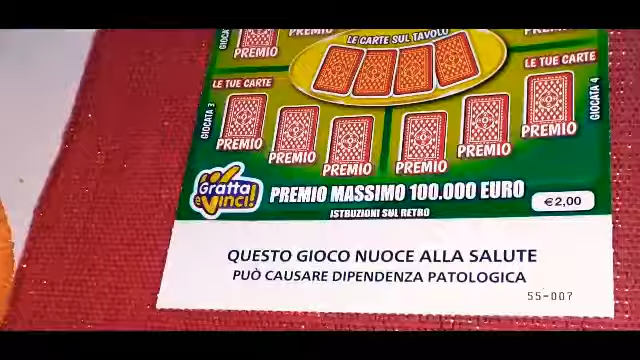 PREMIO
PREMIO
PREMIO
LE CARTE SUL TAVOLO
LE TUE CARTE
LE TUE CARTE
GIOCATA 3
GIOCATA 4
PREMIO
PREMIO
PREMIO
PREMIO
PREMIO
PREMIO
Gratta e Vinci!
PREMIO MASSIMO 100.000 EURO
€2,00
ISTRUZIONI SUL RETRO
QUESTO GIOCO NUOCE ALLA SALUTE
PUÒ CAUSARE DIPENDENZA PATOLOGICA
55-007